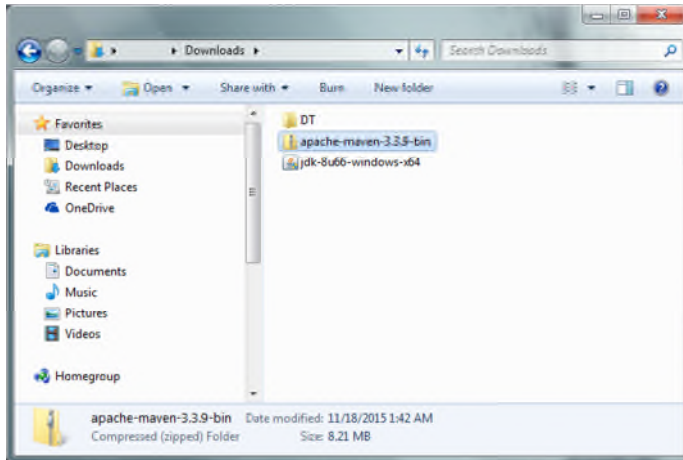 Downloads
Search Downloads
Organize Open Share with Burn New folder
Favorites
Desktop
Downloads
Recent Places
OneDrive
Libraries
Documents
Music
Pictures
Videos
Homegroup
DT
apache-maven-3.3.9-bin
jdk-8u66-windows-x64
apache-maven-3.3.9-bin Date modified: 11/18/2015 1:42 AM
Compressed (zipped) Folder Size: 8.21 MB